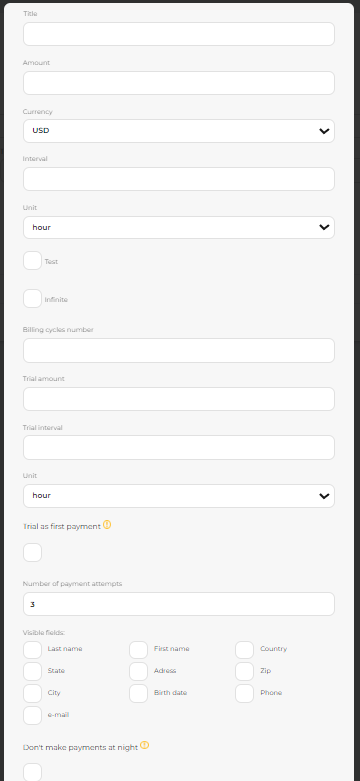 Title
Amount
Currency
USD
Interval
Unit
hour
Test
Infinite
Billing cycles number
Trial amount
Trial interval
Unit
hour
Trial as first payment
Number of payment attempts
3
Visible fields:
Last name First name Country
State Adress Zip
City Birth date Phone
e-mail
Don't make payments at night